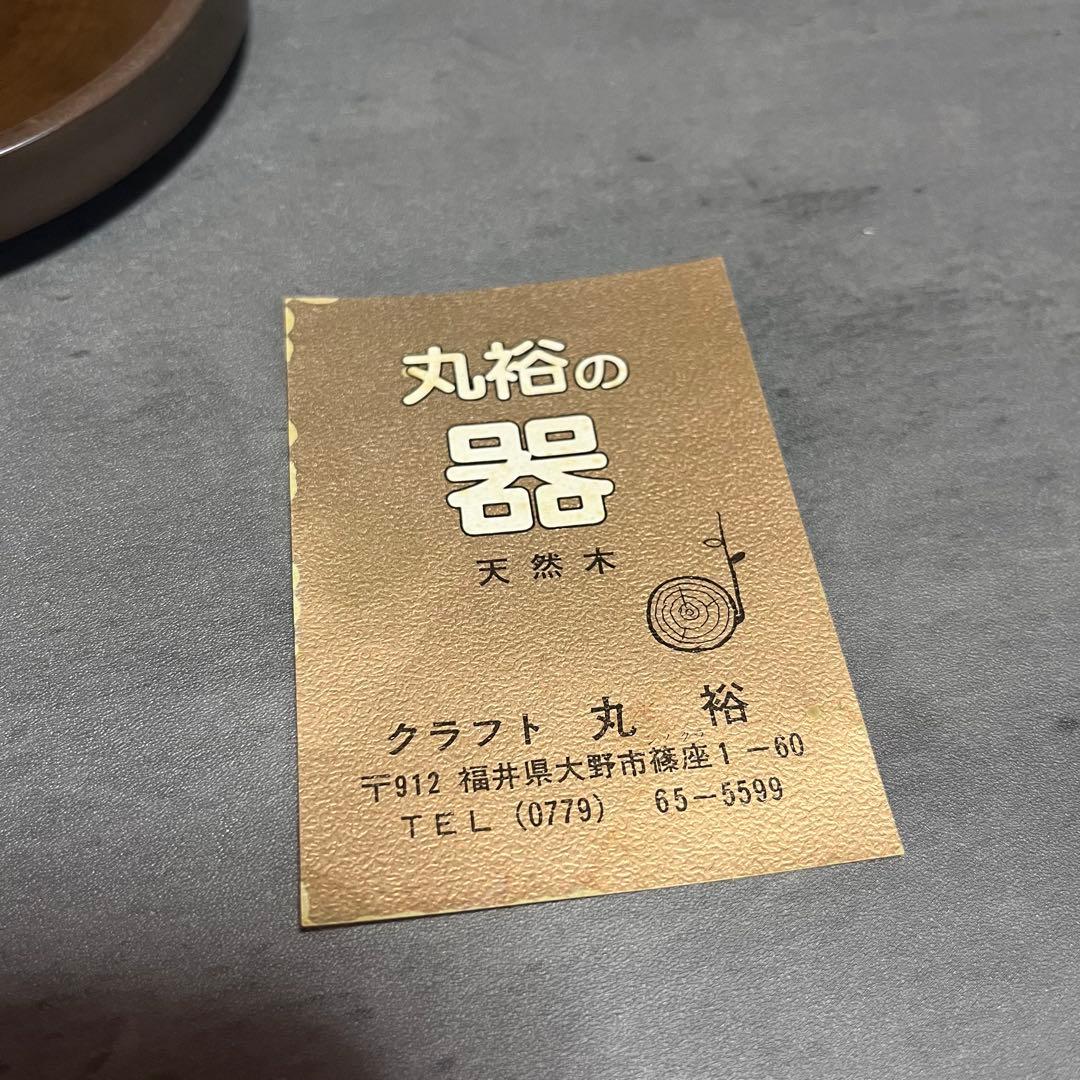 丸裕の
器
天然木
クラフト 丸 裕
〒912 福井県大野市篠座1-60
TEL (0779) 65-5599